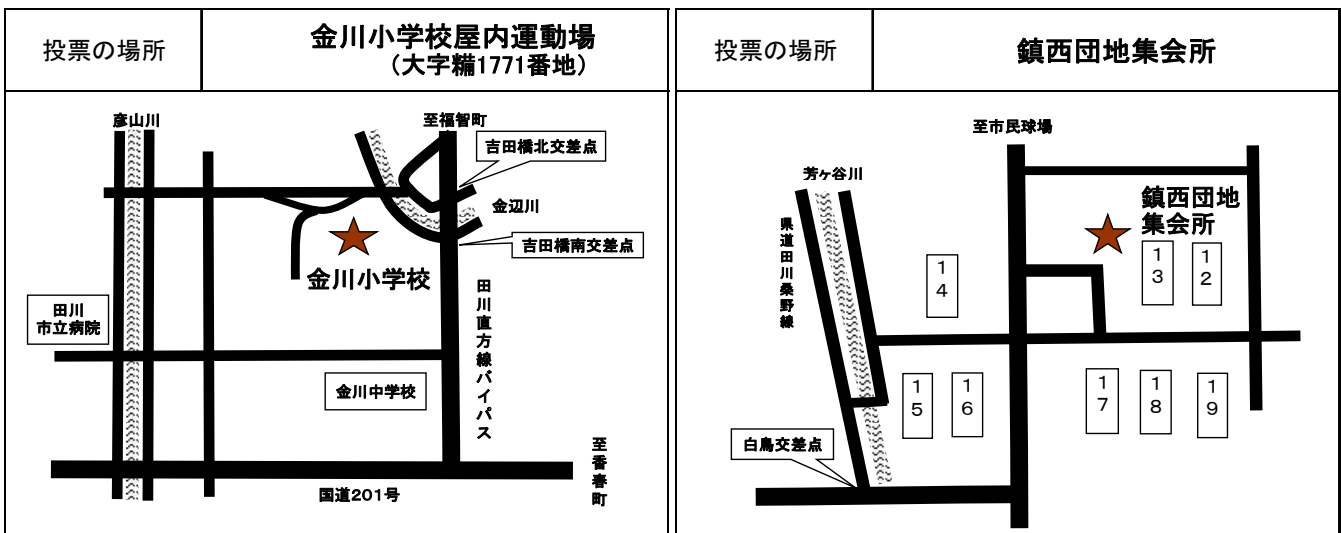 投票の場所
金川小学校屋内運動場
（大字糒1771番地）
彦山川
至福智町
吉田橋北交差点
金辺川
吉田橋南交差点
金川小学校
田川
市立病院
田川直方線バイパス
金川中学校
至香春町
国道201号
投票の場所
鎮西団地集会所
至市民球場
芳ヶ谷川
県道田川桑野線
鎮西団地
集会所
14
13
12
15
16
17
18
19
白鳥交差点